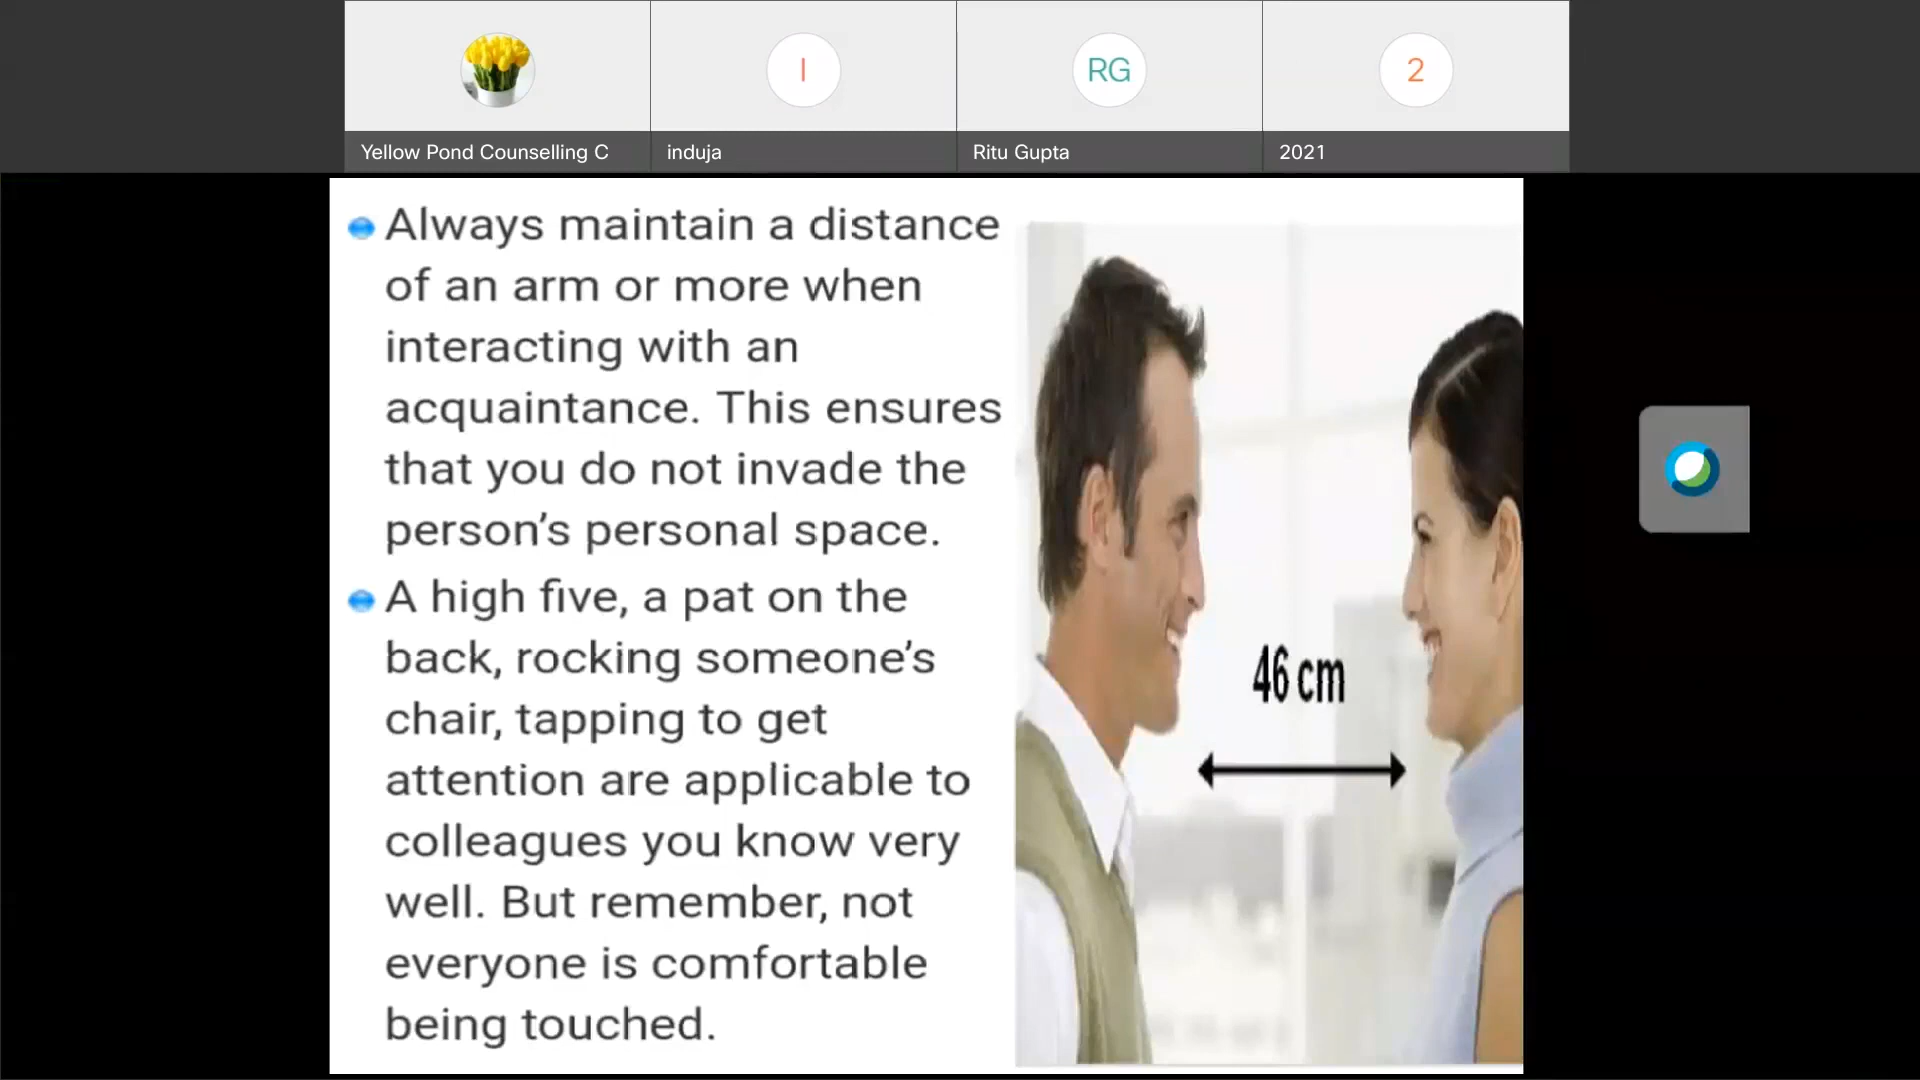 I
RG
2
Yellow Pond Counselling C
induja
Ritu Gupta
2021
Always maintain a distance
of an arm or more when
interacting with an
acquaintance. This ensures
that you do not invade the
person’s personal space.
A high five, a pat on the
back, rocking someone’s
chair, tapping to get
attention are applicable to
colleagues you know very
well. But remember, not
everyone is comfortable
being touched.
46 cm